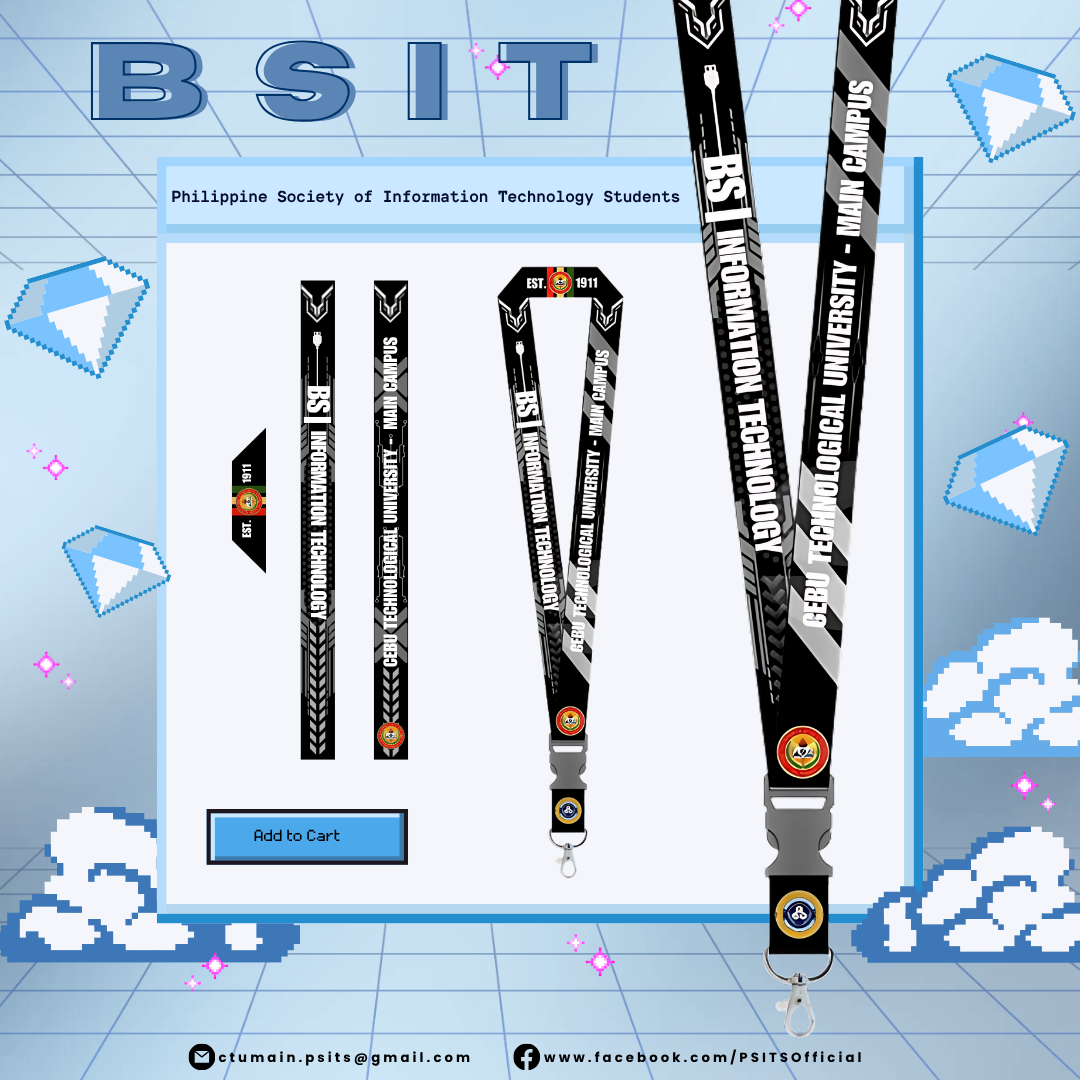 BSIT
Philippine Society of Information Technology Students
EST. 1911
BS | INFORMATION TECHNOLOGY
CEBU TECHNOLOGICAL UNIVERSITY - MAIN CAMPUS
EST. 1911
BS | INFORMATION TECHNOLOGY
CEBU TECHNOLOGICAL UNIVERSITY - MAIN CAMPUS
BS | INFORMATION TECHNOLOGY
CEBU TECHNOLOGICAL UNIVERSITY - MAIN CAMPUS
Add to Cart
ctumain.psits@gmail.com
www.facebook.com/PSITSOfficial